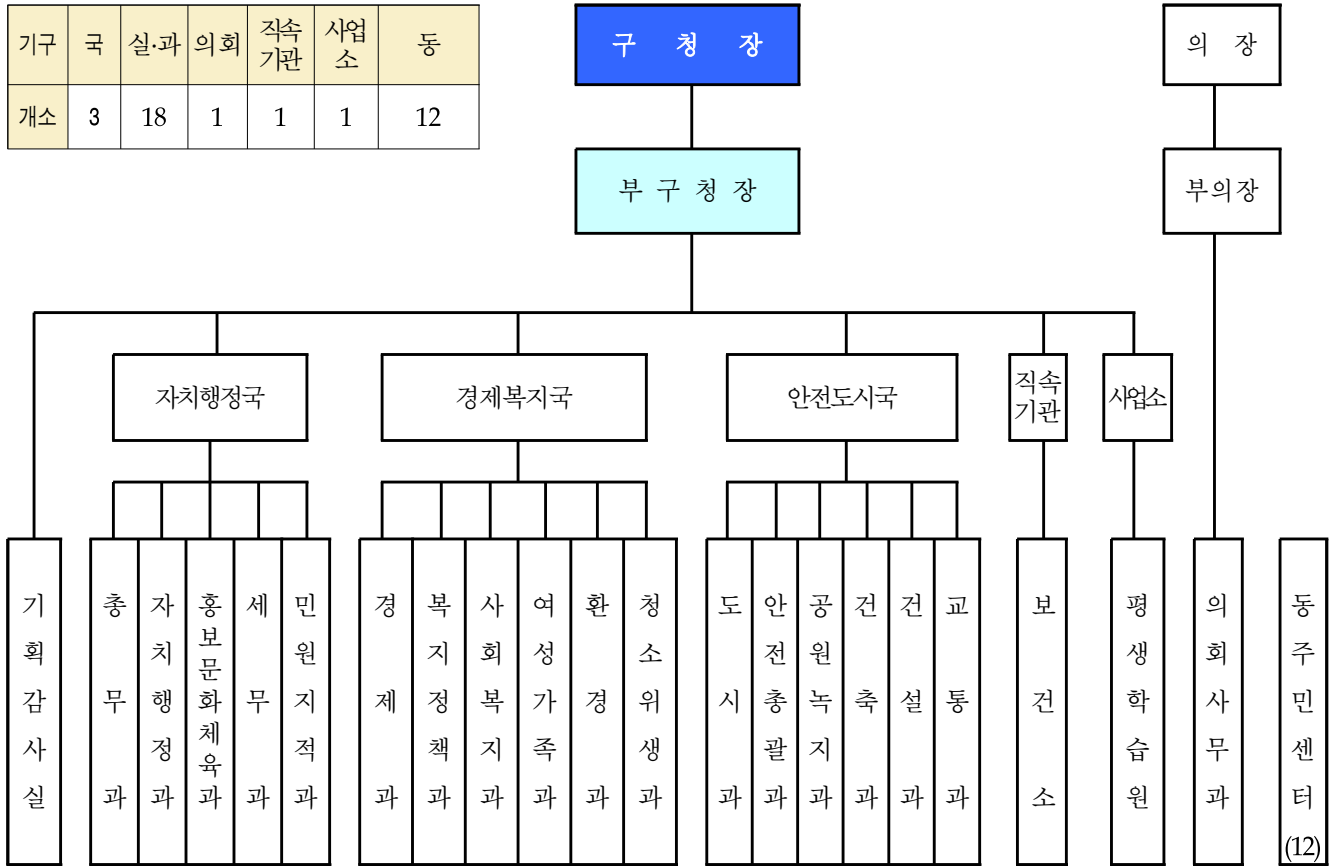 기구 국 실·과 의회 직속기관 사업소 동
개소 3 18 1 1 1 12
구 청 장
의 장
부 구 청 장
부의장
자치행정국
경제복지국
안전도시국
직속
기관
사업소
기획감사실
총무과
자치행정과
홍보문화체육과
세무과
민원지적과
경제과
복지정책과
사회복지과
여성가족과
환경과
청소위생과
도시과
안전총괄과
공원녹지과
건축과
건설과
교통과
보건소
평생학습원
의회사무과
동주민센터
(12)